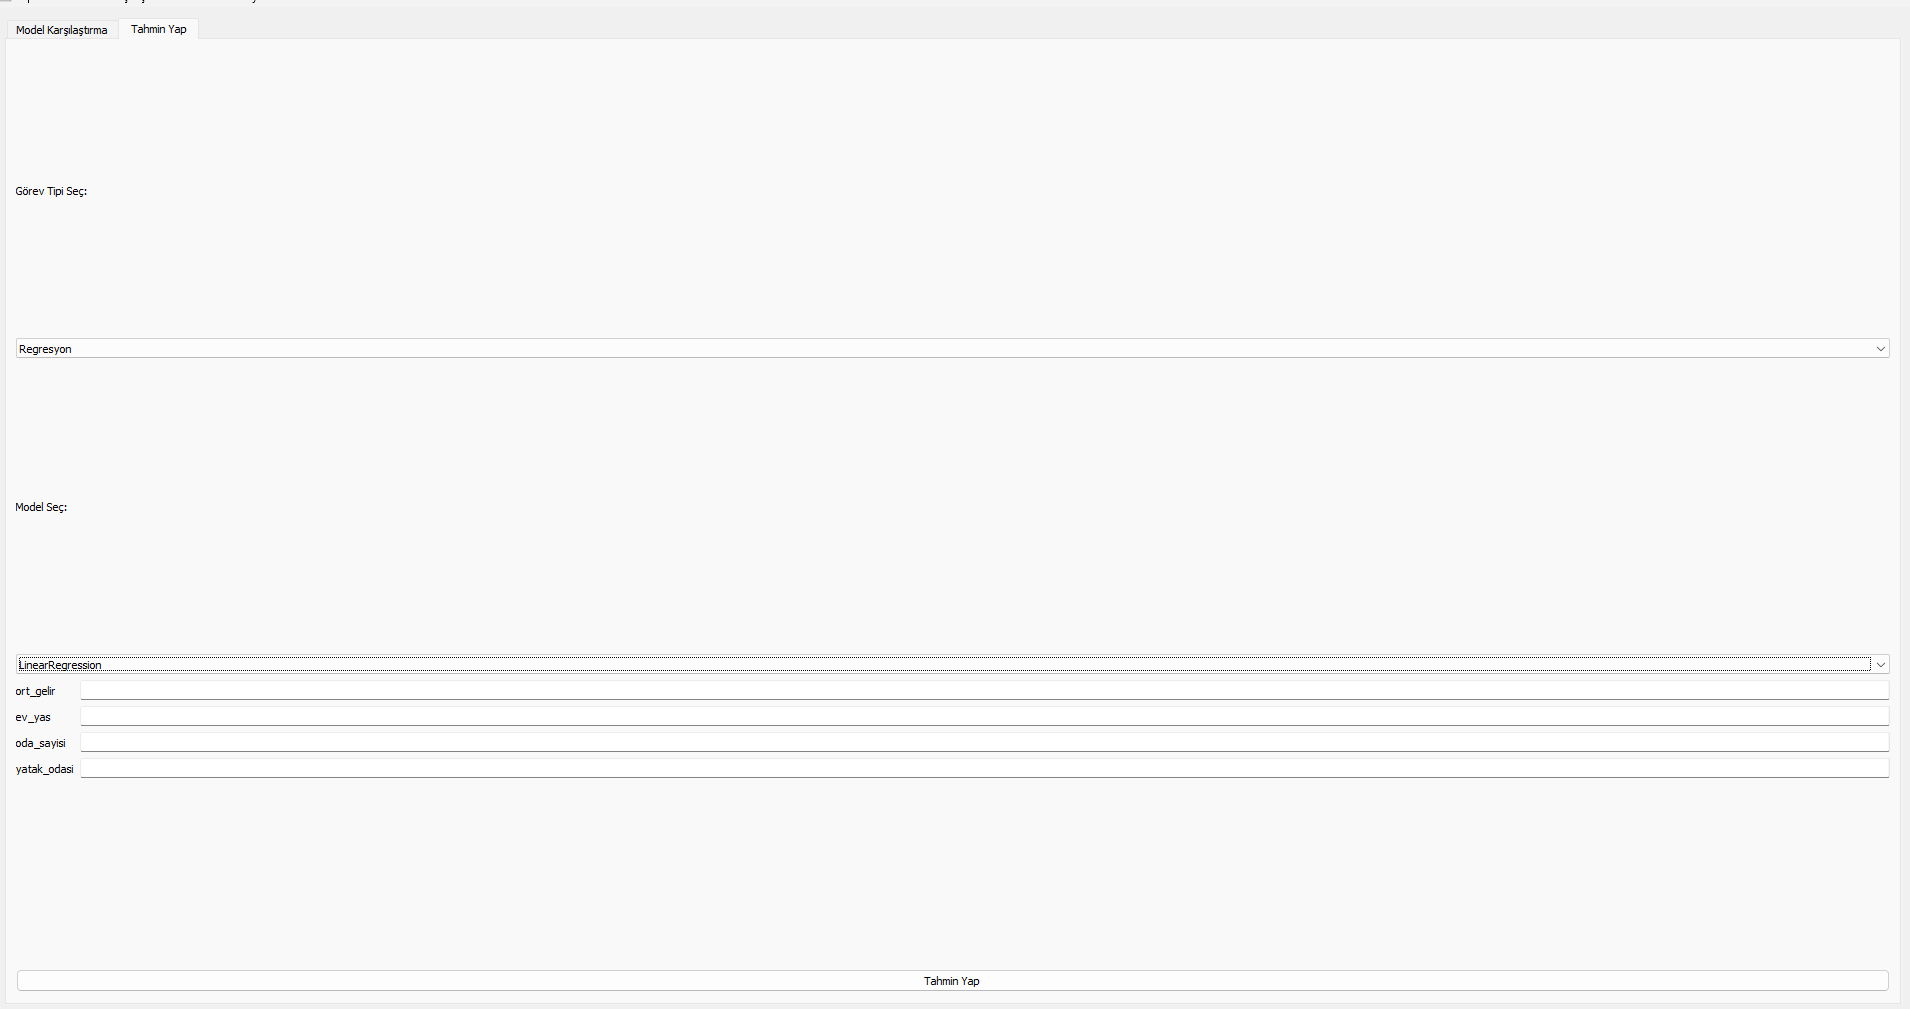 Model Karşılaştırma
Tahmin Yap
Görev Tipi Seç:
Regresyon
Model Seç:
LinearRegression
ort_gelir
ev_yas
oda_sayisi
yatak_odasi
Tahmin Yap